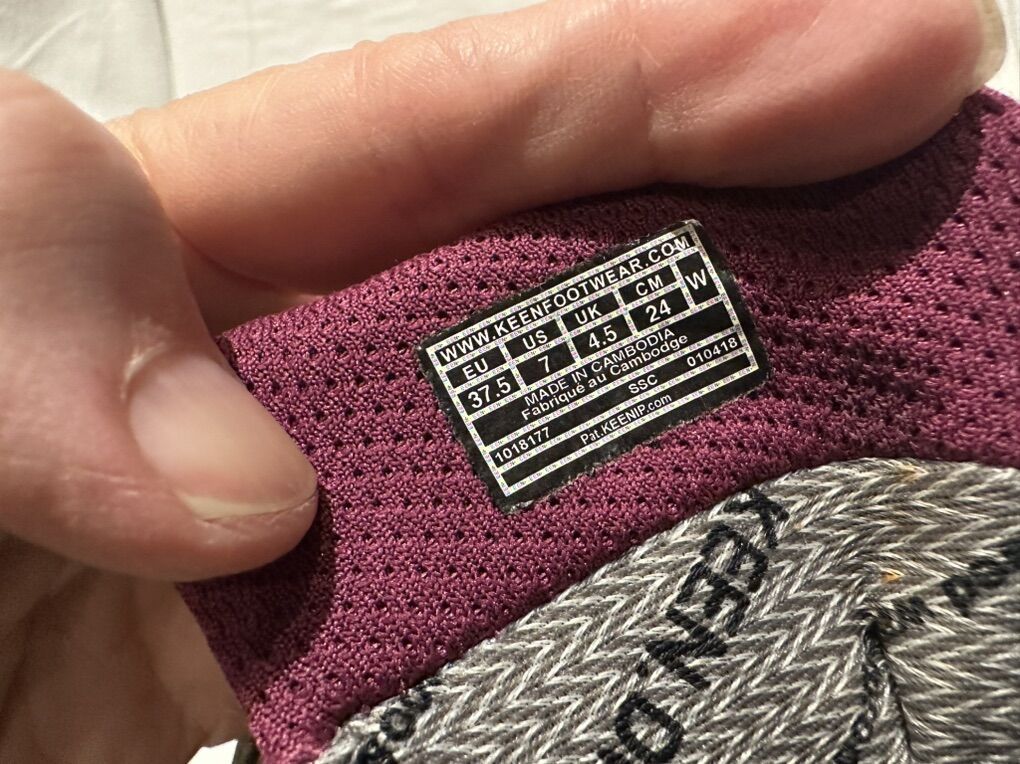 WWW.KEENFOOTWEAR.COM
EU US UK CM W
37.5 7 4.5 24
MADE IN CAMBODIA
Fabriqué au Cambodge
1018177 SSC 010418
Pat.KEENIP.com
KEEN.